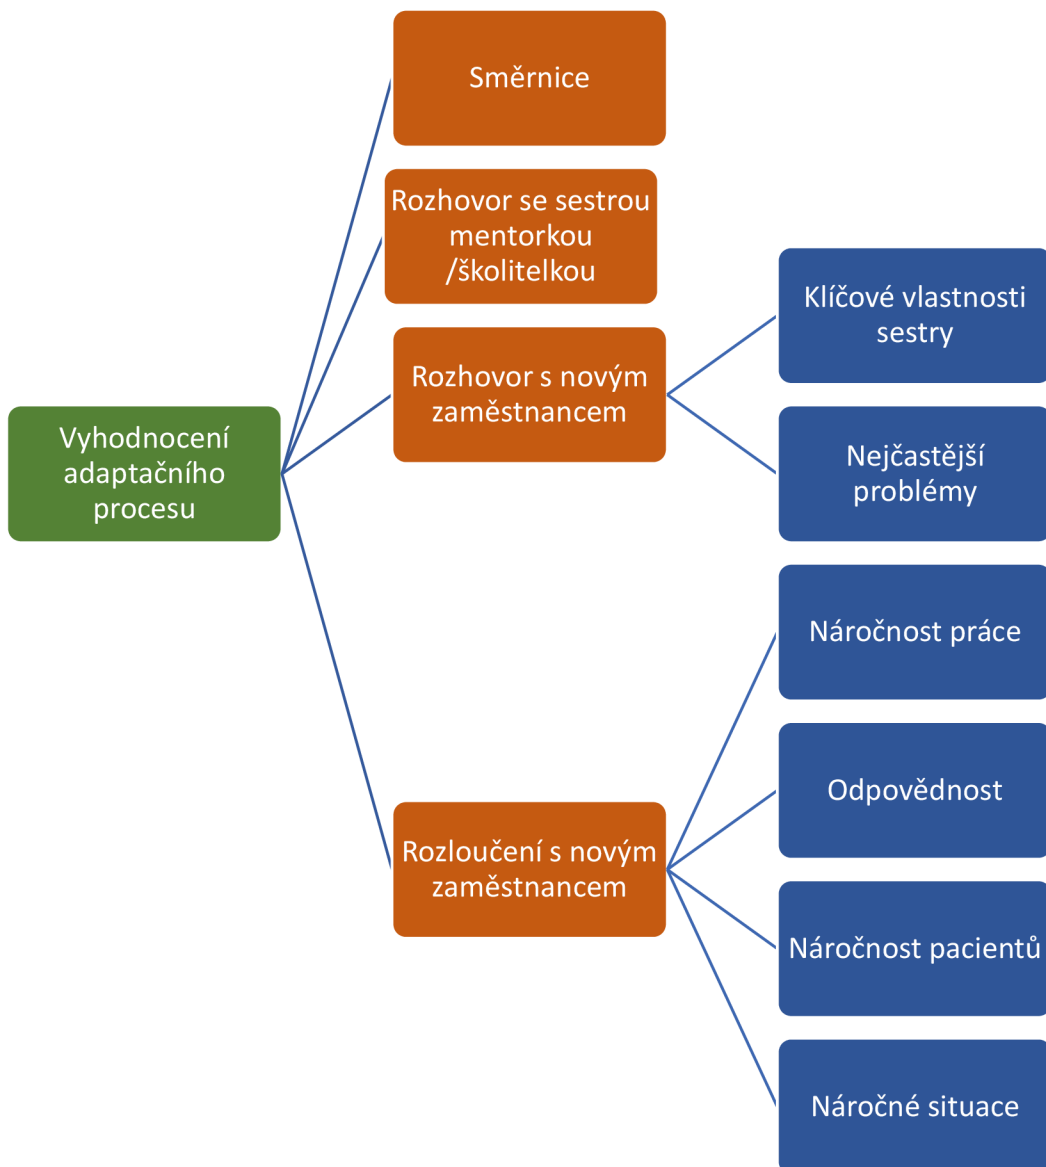 Směrnice
Rozhovor se sestrou
mentorkou
/školitelkou
Rozhovor s novým
zaměstnancem
Klíčové vlastnosti
sestry
Nejčastější
problémy
Vyhodnocení
adaptačního
procesu
Náročnost práce
Odpovědnost
Rozloučení s novým
zaměstnancem
Náročnost pacientů
Náročné situace